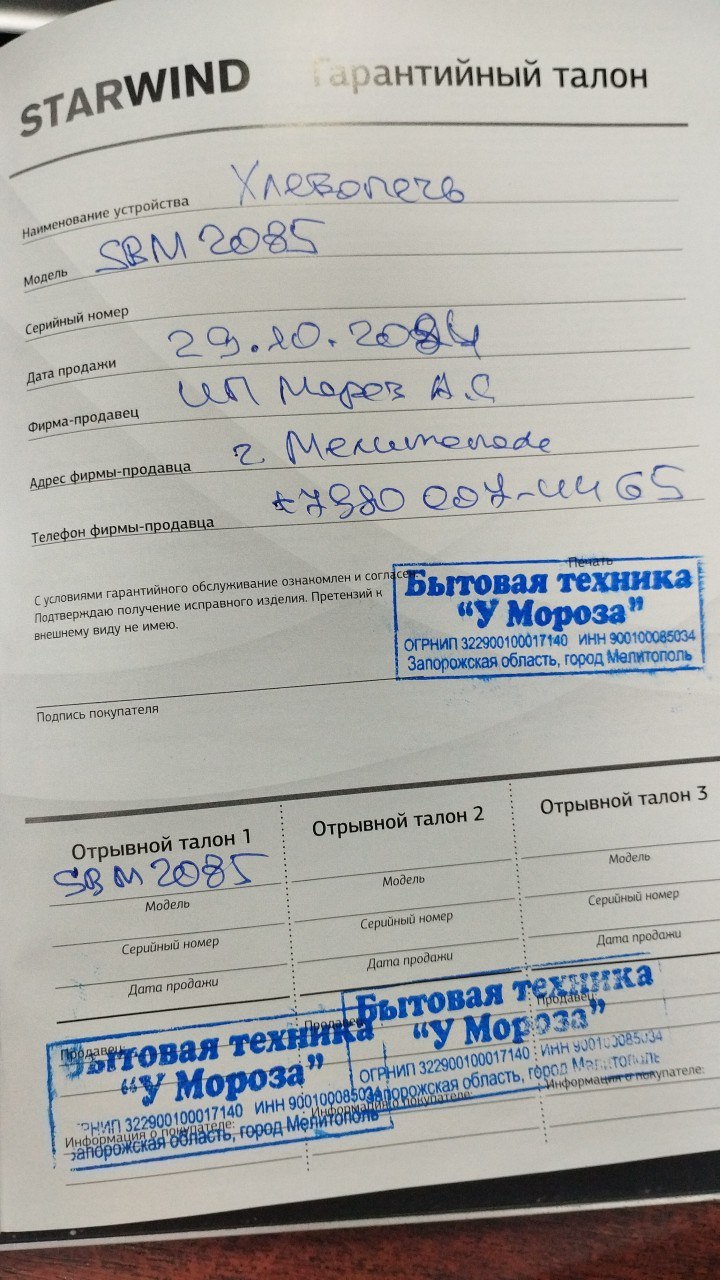 STARWIND Гарантийный талон
Наименование устройства Хлебопечь
Модель SBM 2085
Серийный номер
Дата продажи 29.10.2024
Фирма-продавец ИП Мороз А.С
Адрес фирмы-продавца г. Мелитополь
Телефон фирмы-продавца +7990 007-44 65
Печать
С условиями гарантийного обслуживание ознакомлен и согласен.
Подтверждаю получение исправного изделия. Претензий к
внешнему виду не имею.
Бытовая техника
“У Мороза”
ОГРНИП 322900100017140 ИНН 900100085034
Запорожская область, город Мелитополь
Подпись покупателя
Отрывной талон 1
SBM 2085
Модель
Серийный номер
Дата продажи
Продавец:
Информация о покупателе:
Отрывной талон 2
Модель
Серийный номер
Дата продажи
Продавец:
Информация о покупателе:
Отрывной талон 3
Модель
Серийный номер
Дата продажи
Продавец:
Информация о покупателе:
Бытовая техника
“У Мороза”
ОГРНИП 322900100017140 ИНН 900100085034
Запорожская область, город Мелитополь
Бытовая техника
“У Мороза”
ОГРНИП 322900100017140 ИНН 900100085034
Запорожская область, город Мелитополь